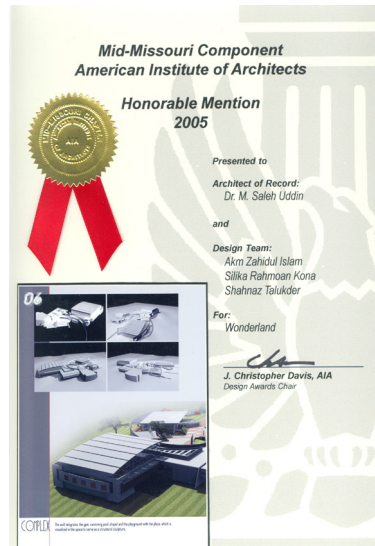 Mid-Missouri Component
American Institute of Architects
Honorable Mention
2005
Presented to
Architect of Record:
Dr. M. Saleh Uddin
and
Design Team:
Akm Zahidul Islam
Silika Rahmoan Kona
Shahnaz Talukder
For:
Wonderland
J. Christopher Davis, AIA
Design Awards Chair
AIA
06
COMPLEX